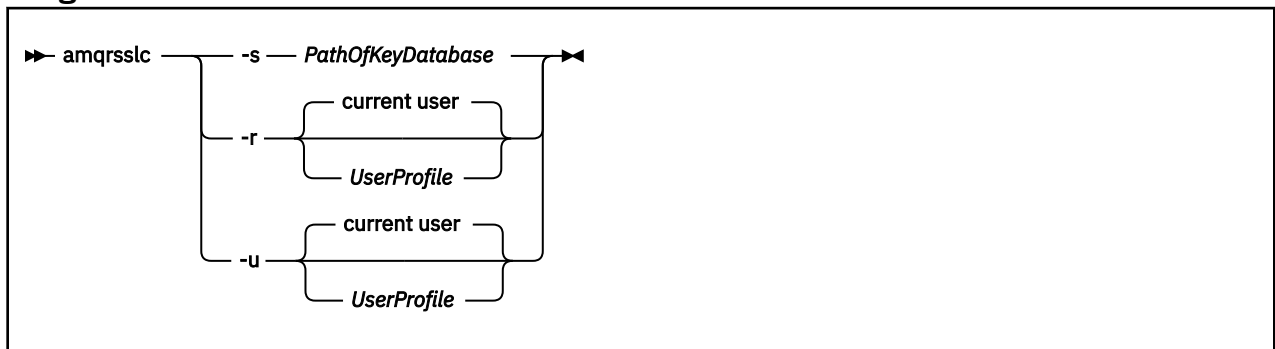 amqrsslc -s PathOfKeyDatabase
current user
-r
UserProfile
current user
-u
UserProfile